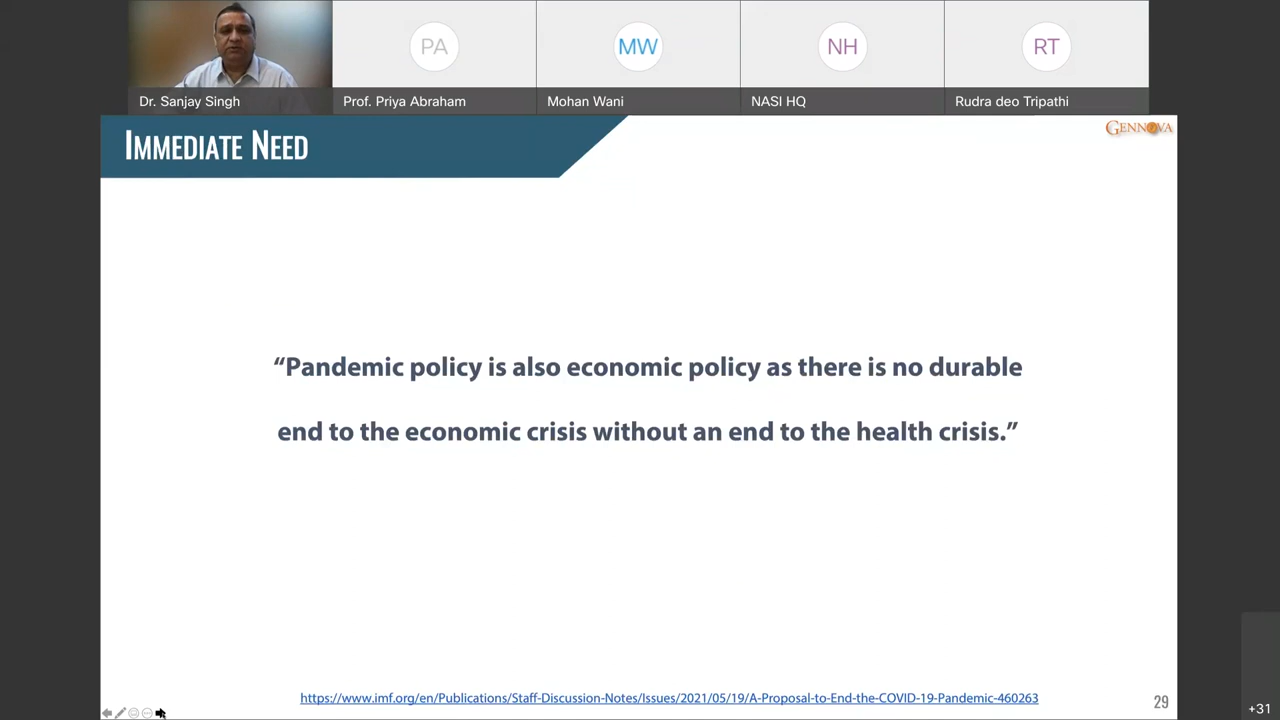 PA
MW
NH
RT
Dr. Sanjay Singh
Prof. Priya Abraham
Mohan Wani
NASI HQ
Rudra deo Tripathi
IMMEDIATE NEED
GENNOVA
“Pandemic policy is also economic policy as there is no durable
end to the economic crisis without an end to the health crisis.”
https://www.imf.org/en/Publications/Staff-Discussion-Notes/Issues/2021/05/19/A-Proposal-to-End-the-COVID-19-Pandemic-460263
29
+31